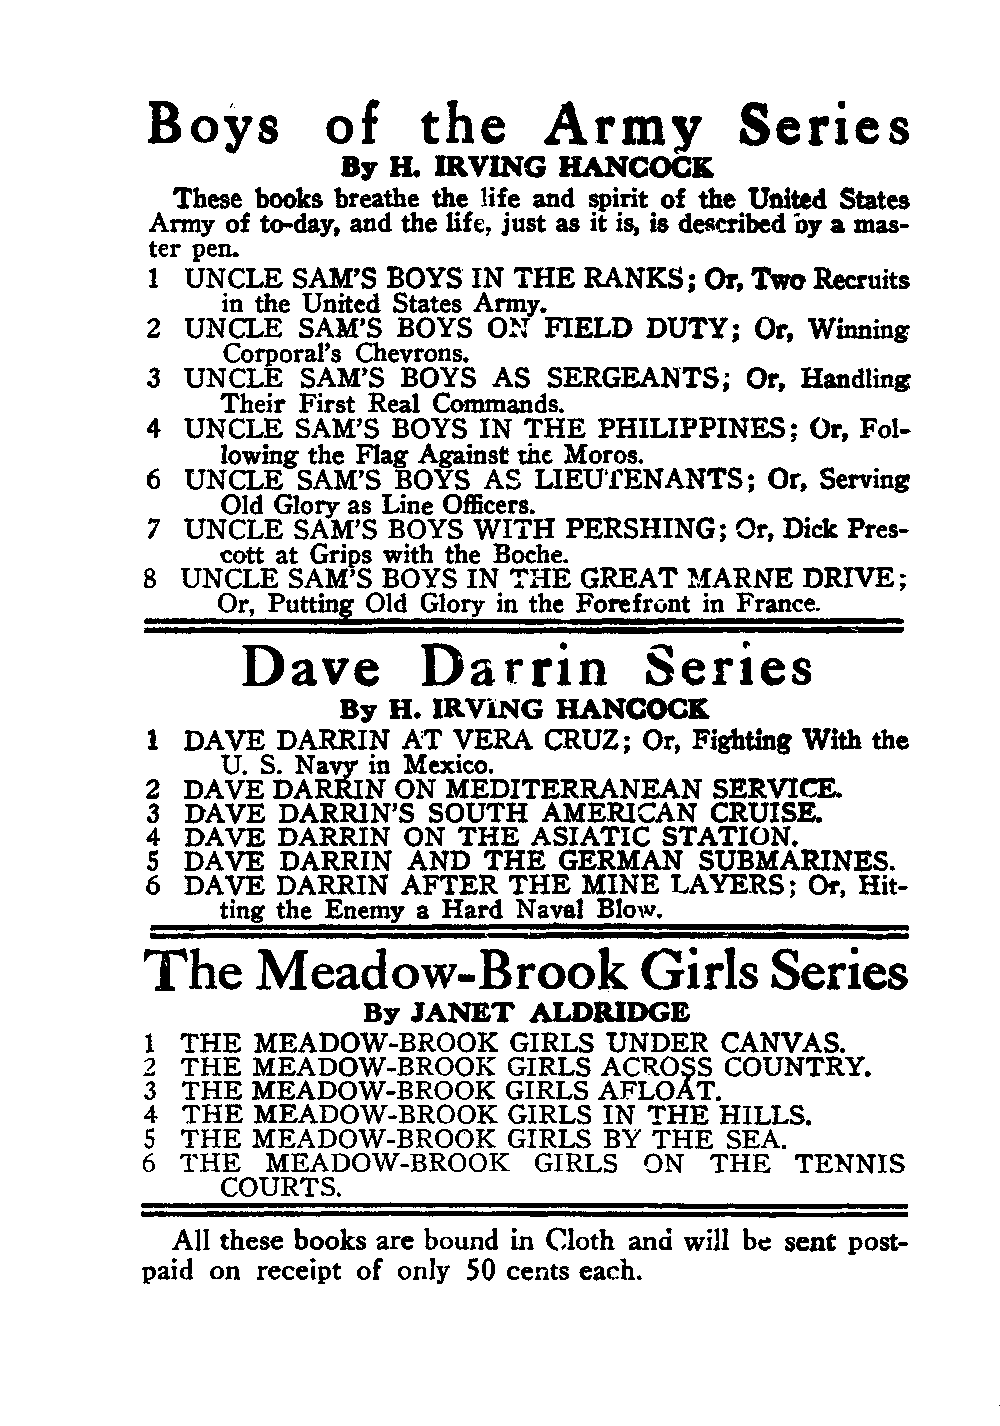 Boys of the Army Series
By H. IRVING HANCOCK
These books breathe the life and spirit of the United States
Army of to-day, and the life, just as it is, is described by a mas-
ter pen.
1 UNCLE SAM'S BOYS IN THE RANKS; Or, Two Recruits
in the United States Army.
2 UNCLE SAM'S BOYS ON FIELD DUTY; Or, Winning
Corporal's Chevrons.
3 UNCLE SAM'S BOYS AS SERGEANTS; Or, Handling
Their First Real Commands.
4 UNCLE SAM'S BOYS IN THE PHILIPPINES; Or, Fol-
lowing the Flag Against the Moros.
6 UNCLE SAM'S BOYS AS LIEUTENANTS; Or, Serving
Old Glory as Line Officers.
7 UNCLE SAM'S BOYS WITH PERSHING; Or, Dick Pres-
cott at Grips with the Boche.
8 UNCLE SAM'S BOYS IN THE GREAT MARNE DRIVE;
Or, Putting Old Glory in the Forefront in France.
Dave Darrin Series
By H. IRVING HANCOCK
1 DAVE DARRIN AT VERA CRUZ; Or, Fighting With the
U. S. Navy in Mexico.
2 DAVE DARRIN ON MEDITERRANEAN SERVICE.
3 DAVE DARRIN'S SOUTH AMERICAN CRUISE.
4 DAVE DARRIN ON THE ASIATIC STATION.
5 DAVE DARRIN AND THE GERMAN SUBMARINES.
6 DAVE DARRIN AFTER THE MINE LAYERS; Or, Hit-
ting the Enemy a Hard Naval Blow.
The Meadow-Brook Girls Series
By JANET ALDRIDGE
1 THE MEADOW-BROOK GIRLS UNDER CANVAS.
2 THE MEADOW-BROOK GIRLS ACROSS COUNTRY.
3 THE MEADOW-BROOK GIRLS AFLOAT.
4 THE MEADOW-BROOK GIRLS IN THE HILLS.
5 THE MEADOW-BROOK GIRLS BY THE SEA.
6 THE MEADOW-BROOK GIRLS ON THE TENNIS
COURTS.
All these books are bound in Cloth and will be sent post-
paid on receipt of only 50 cents each.